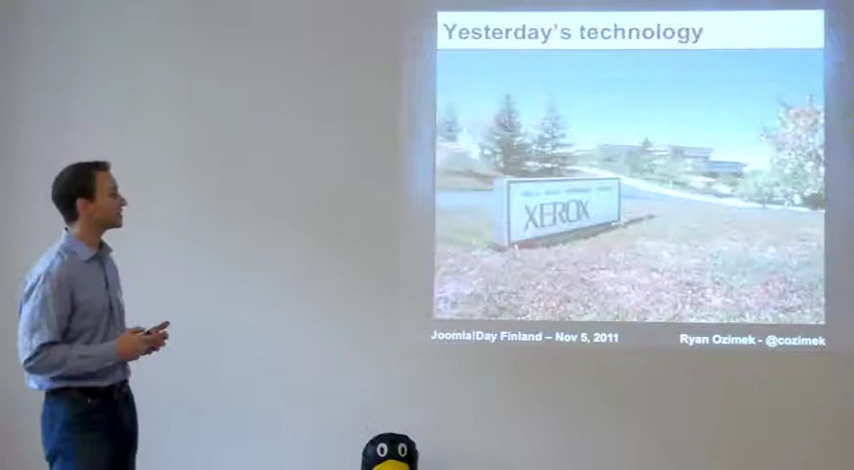 Yesterday's technology
XEROX
Joomla!Day Finland – Nov 5, 2011
Ryan Ozimek - @cozimek